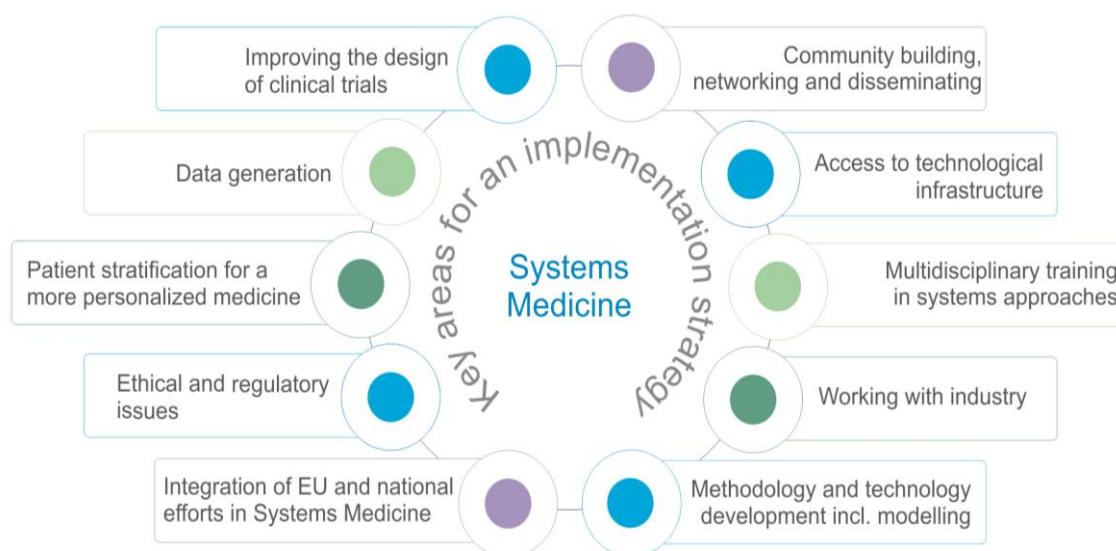 Improving the design
of clinical trials
Community building,
networking and disseminating
Data generation
Access to technological
infrastructure
Key areas for an implementation strategy
Systems
Medicine
Patient stratification for a
more personalized medicine
Multidisciplinary training
in systems approaches
Ethical and regulatory
issues
Working with industry
Integration of EU and national
efforts in Systems Medicine
Methodology and technology
development incl. modelling